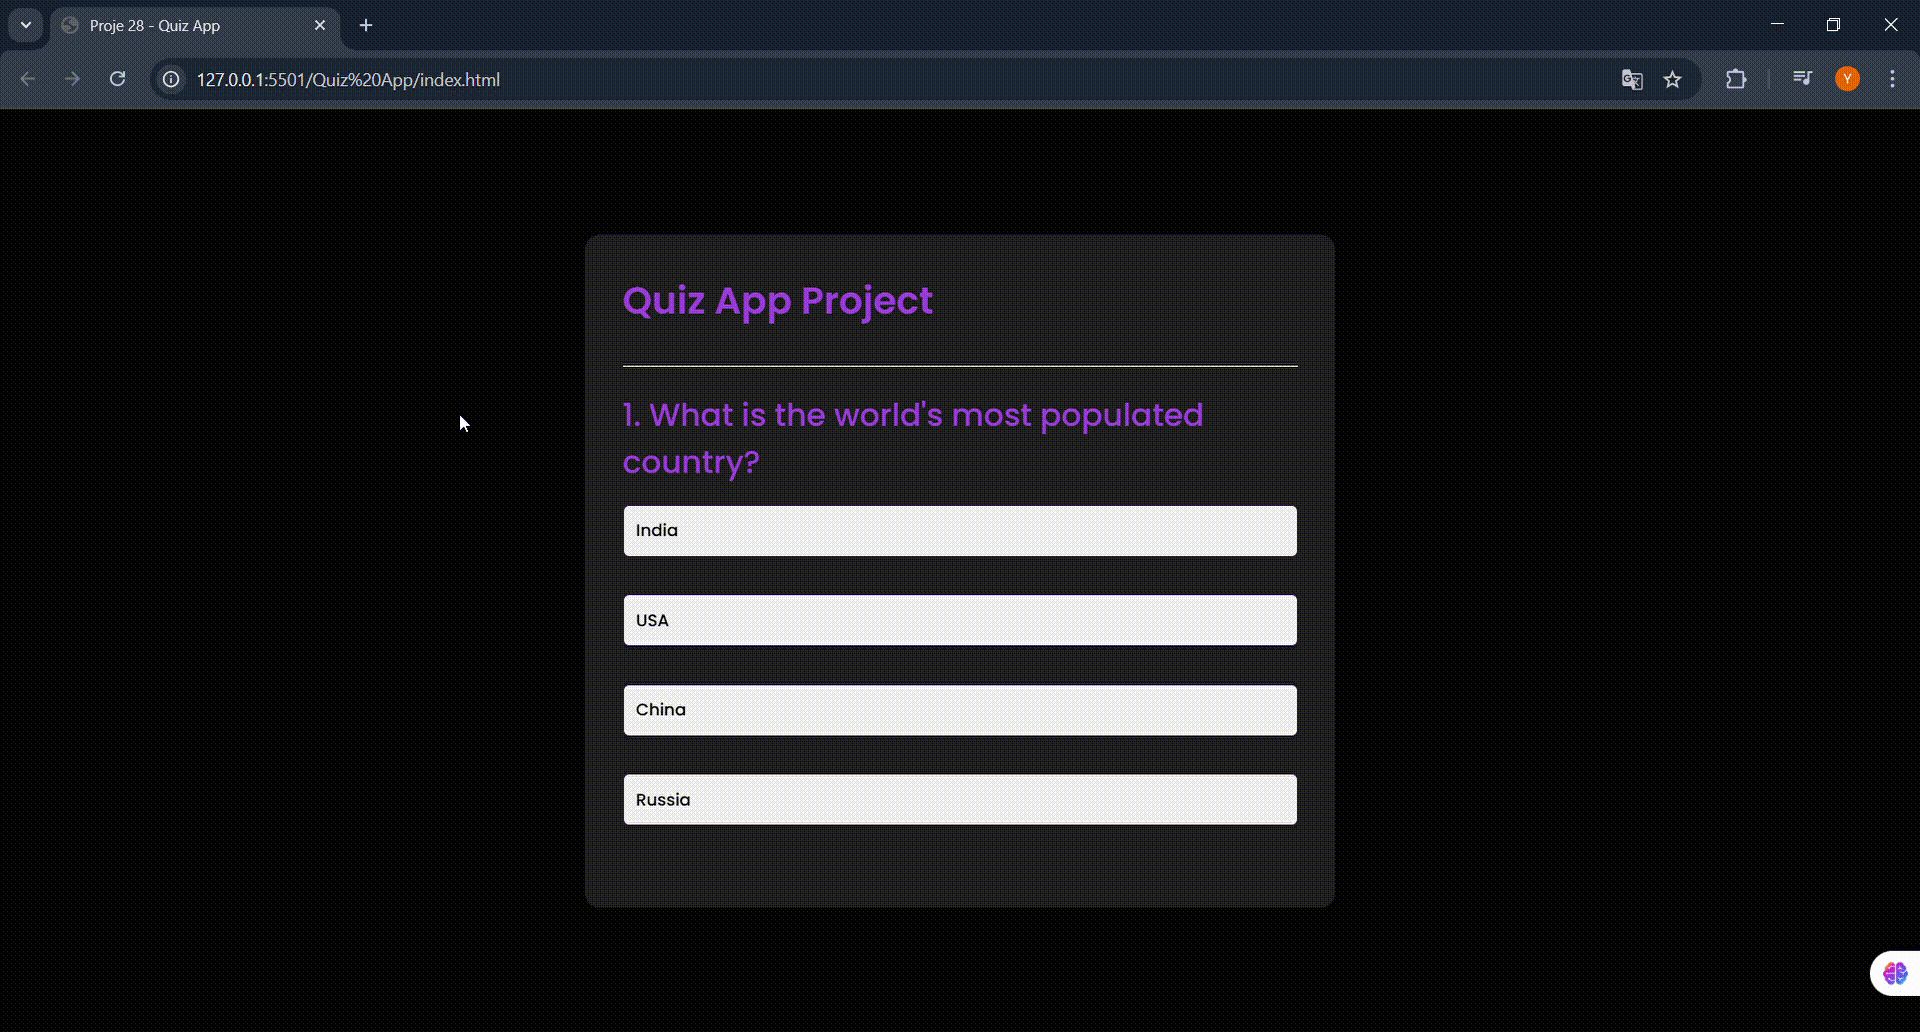 Proje 28 - Quiz App
127.0.0.1:5501/Quiz%20App/index.html
Y
Quiz App Project
1. What is the world's most populated
country?
India
USA
China
Russia